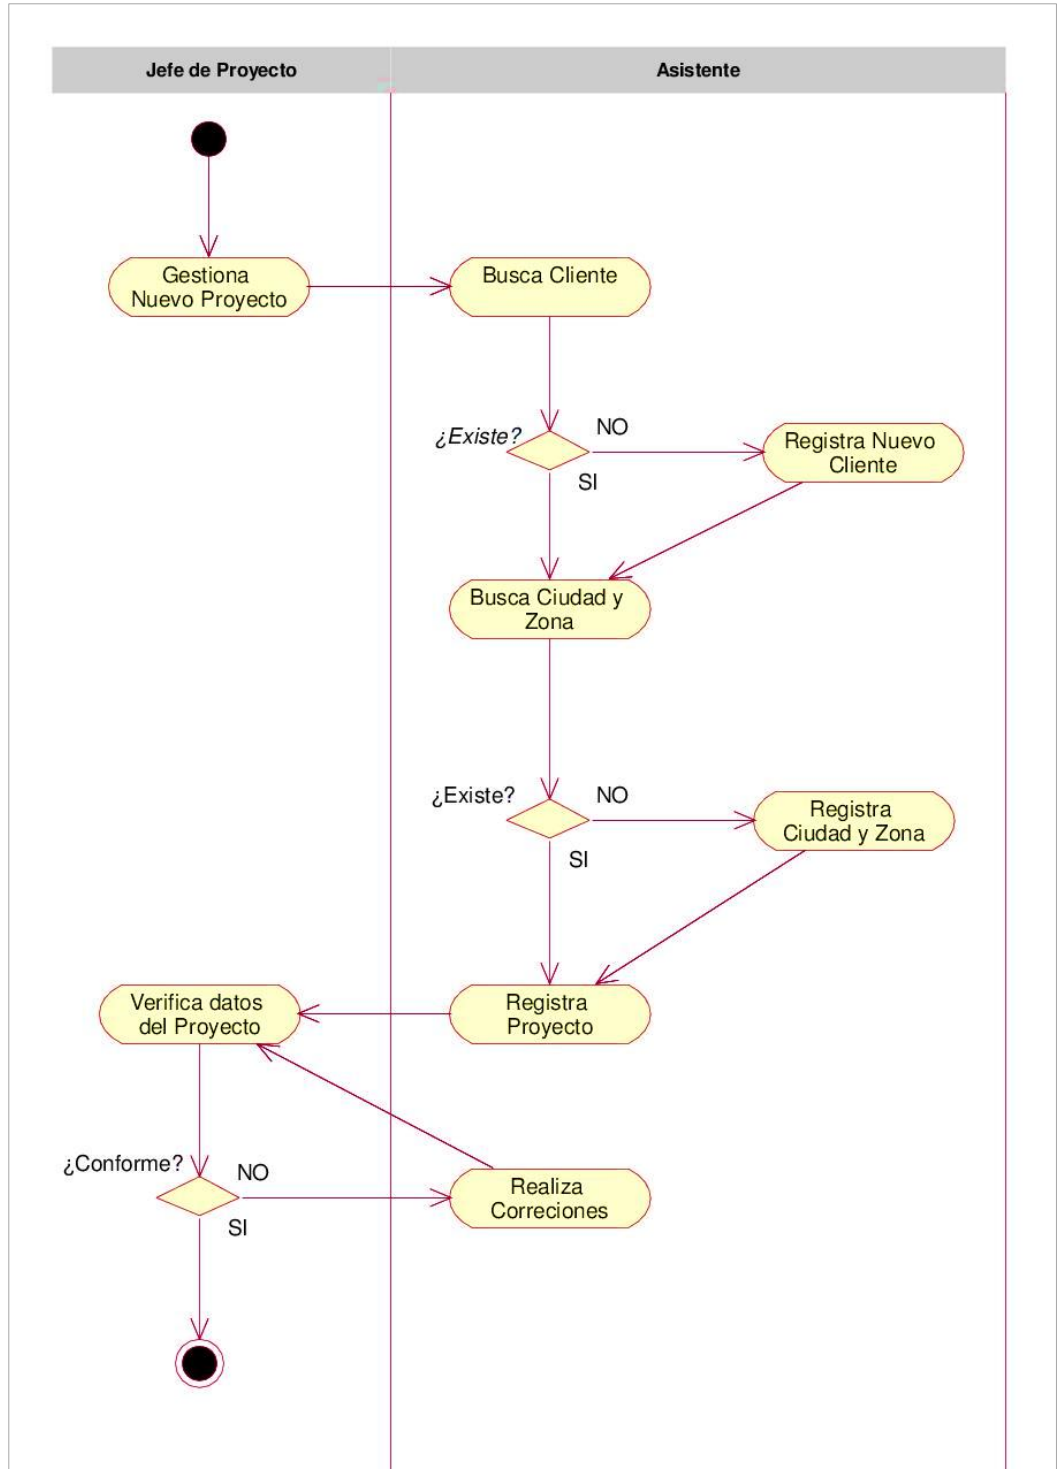 Jefe de Proyecto
Asistente
Gestiona
Nuevo Proyecto
Busca Cliente
¿Existe?
NO
SI
Registra Nuevo
Cliente
Busca Ciudad y
Zona
¿Existe?
NO
SI
Registra
Ciudad y Zona
Verifica datos
del Proyecto
Registra
Proyecto
¿Conforme?
NO
SI
Realiza
Correciones